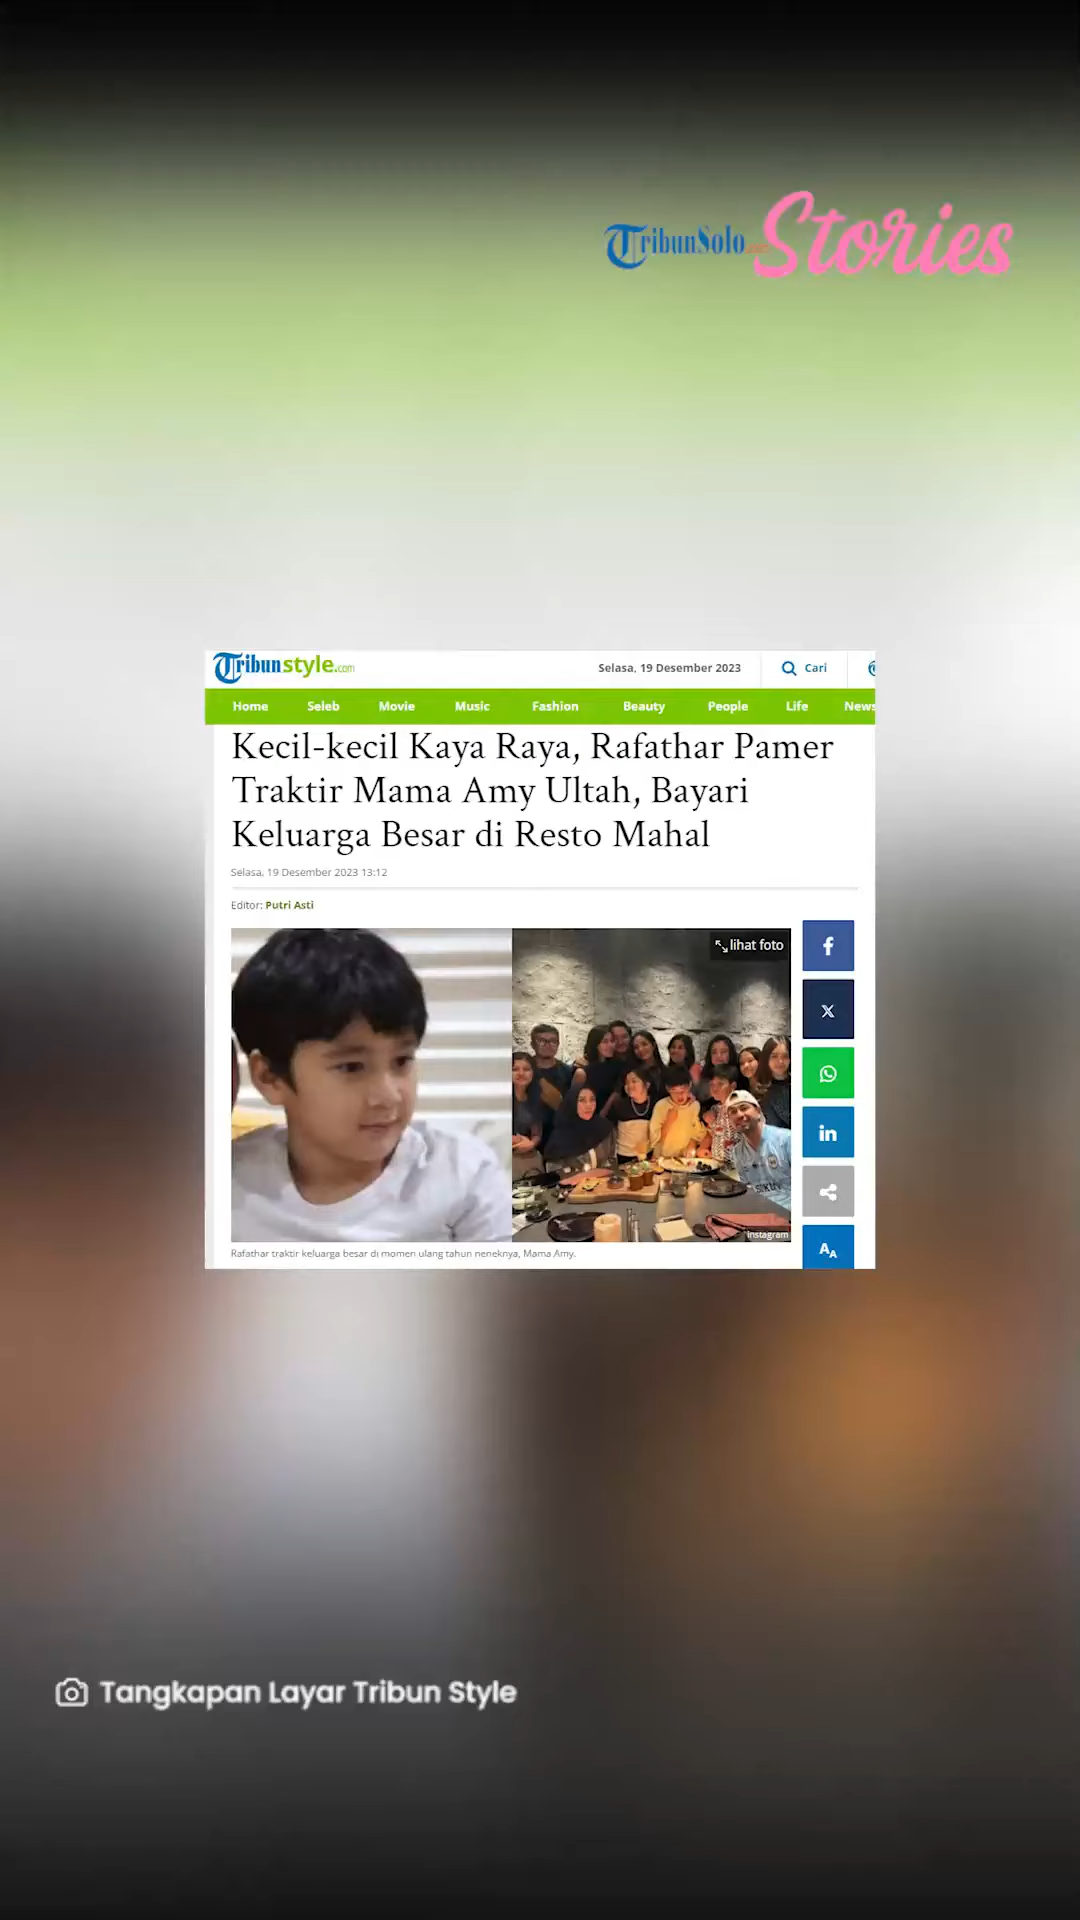 TribunSolo.com Stories
Tribunstyle.com
Selasa, 19 Desember 2023
Cari
Home Seleb Movie Music Fashion Beauty People Life News
Kecil-kecil Kaya Raya, Rafathar Pamer
Traktir Mama Amy Ultah, Bayari
Keluarga Besar di Resto Mahal
Selasa, 19 Desember 2023 13:12
Editor: Putri Asti
lihat foto
instagram
Rafathar traktir keluarga besar di momen ulang tahun neneknya, Mama Amy.
f
X
in
AA
Tangkapan Layar Tribun Style